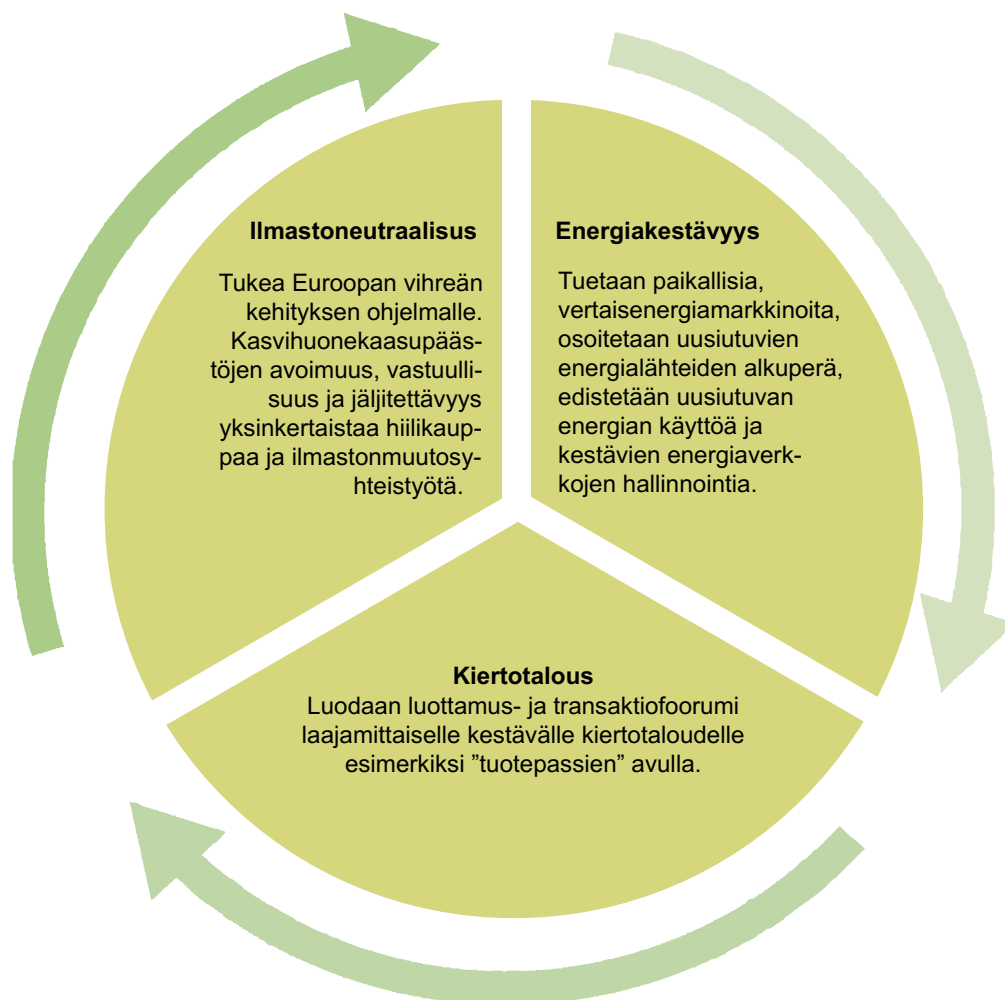 Ilmastoneutraalisus
Tukea Euroopan vihreän
kehityksen ohjelmalle.
Kasvihuonekaasupääs-
töjen avoimuus, vastuulli-
suus ja jäljitettävyys
yksinkertaistaa hiilikaup-
paa ja ilmastonmuutosy-
hteistyötä.
Energiakestävyys
Tuetaan paikallisia,
vertaisenergiamarkkinoita,
osoitetaan uusiutuvien
energialähteiden alkuperä,
edistetään uusiutuvan
energian käyttöä ja
kestävien energiaverk-
kojen hallinnointia.
Kiertotalous
Luodaan luottamus- ja transaktiofoorumi
laajamittaiselle kestävälle kiertotaloudelle
esimerkiksi ”tuotepassien” avulla.